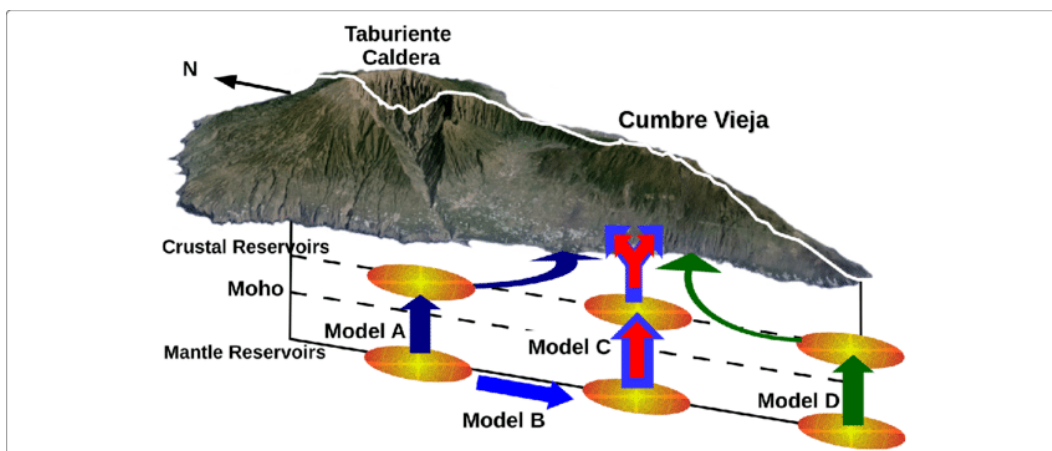 Taburiente
Caldera
N
Cumbre Vieja
Crustal Reservoirs
Moho
Model A
Model C
Mantle Reservoirs
Model B
Model D